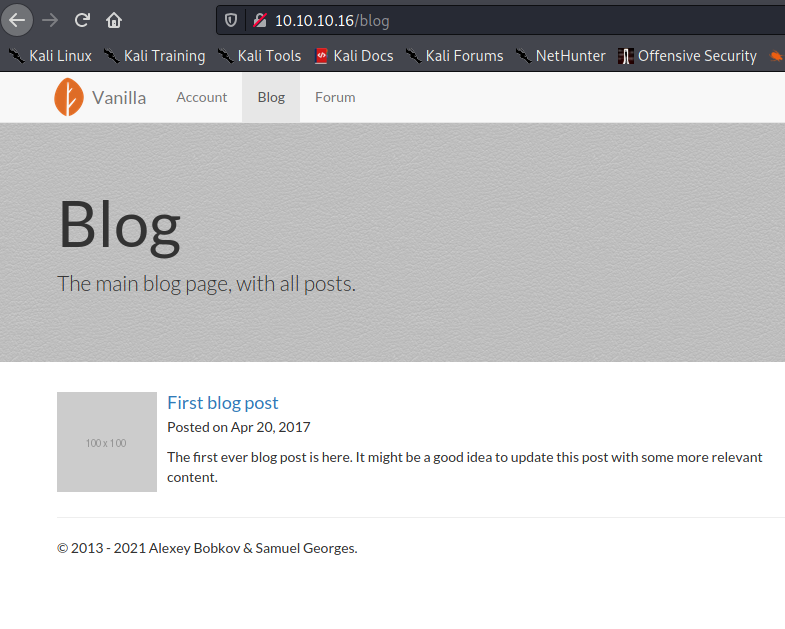 10.10.10.16/blog
Kali Linux Kali Training Kali Tools Kali Docs Kali Forums NetHunter Offensive Security
Vanilla Account Blog Forum
Blog
The main blog page, with all posts.
First blog post
Posted on Apr 20, 2017
100 x 100
The first ever blog post is here. It might be a good idea to update this post with some more relevant
content.
© 2013 - 2021 Alexey Bobkov & Samuel Georges.